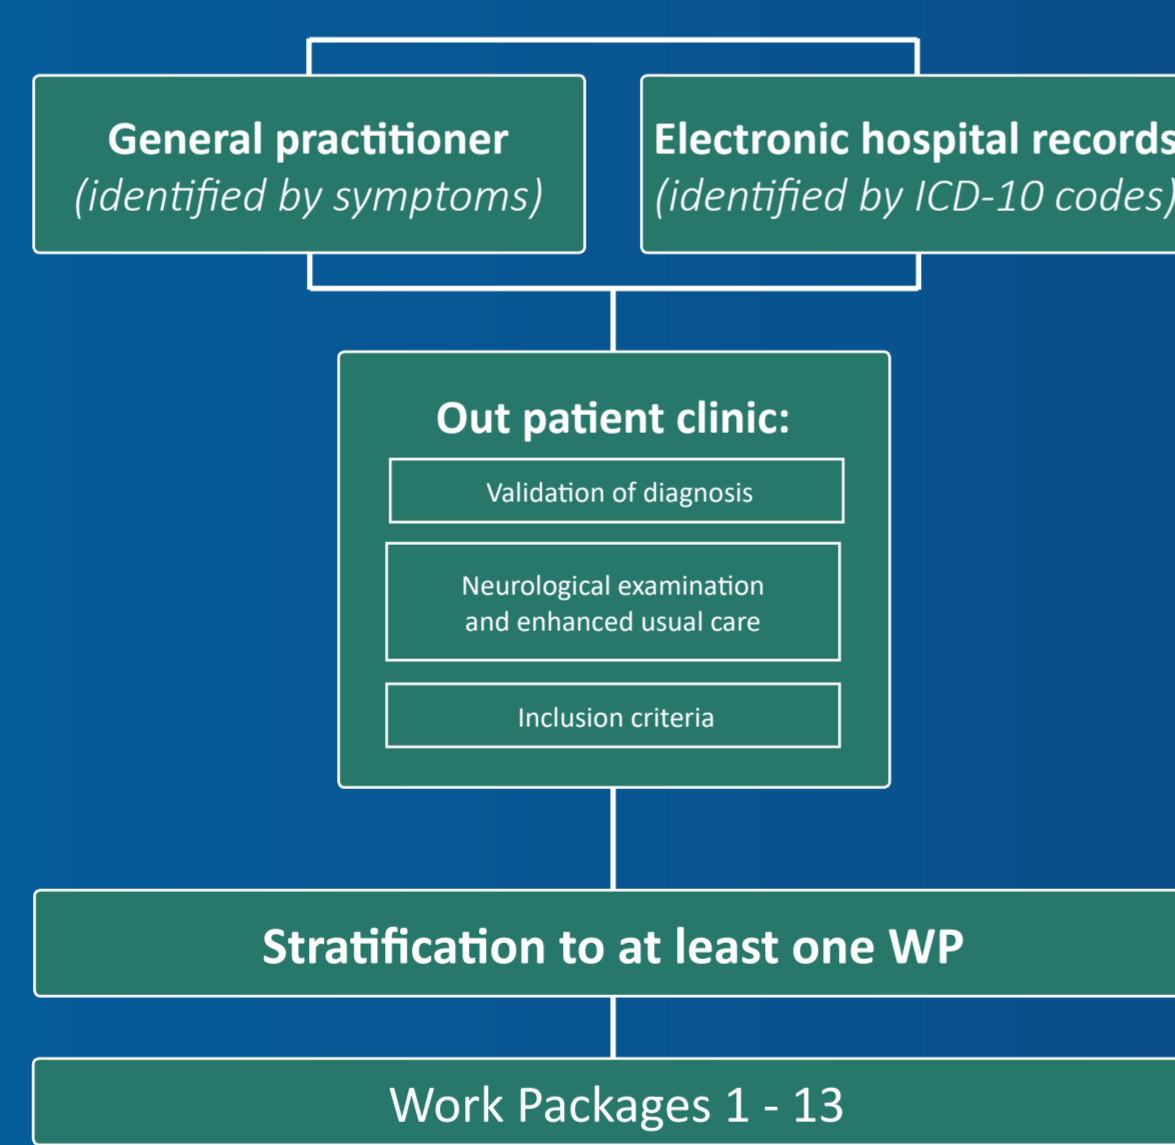 General practitioner
(identified by symptoms)
Electronic hospital records
(identified by ICD-10 codes)
Out patient clinic:
Validation of diagnosis
Neurological examination
and enhanced usual care
Inclusion criteria
Stratification to at least one WP
Work Packages 1 - 13